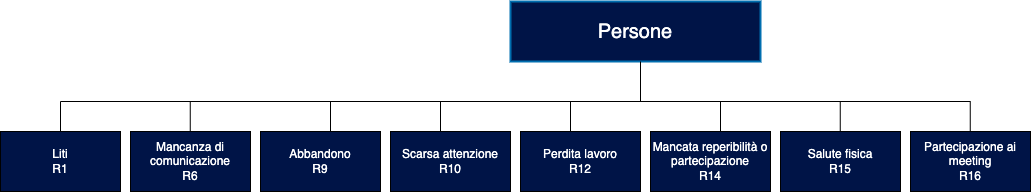 Persone
Liti
R1
Mancanza di
comunicazione
R6
Abbandono
R9
Scarsa attenzione
R10
Perdita lavoro
R12
Mancata reperibilità o
partecipazione
R14
Salute fisica
R15
Partecipazione ai
meeting
R16